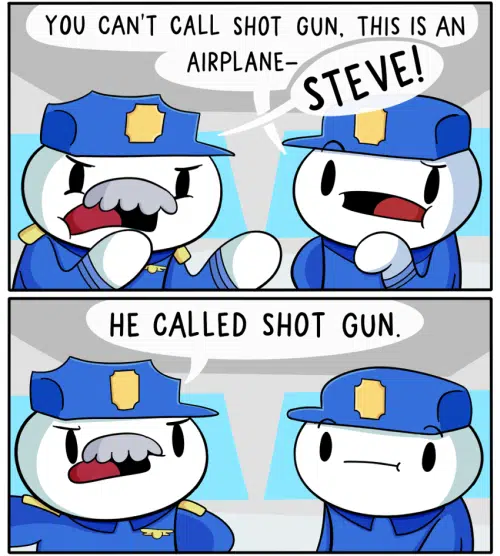 YOU CAN'T CALL SHOT GUN, THIS IS AN
AIRPLANE-
STEVE!
HE CALLED SHOT GUN.